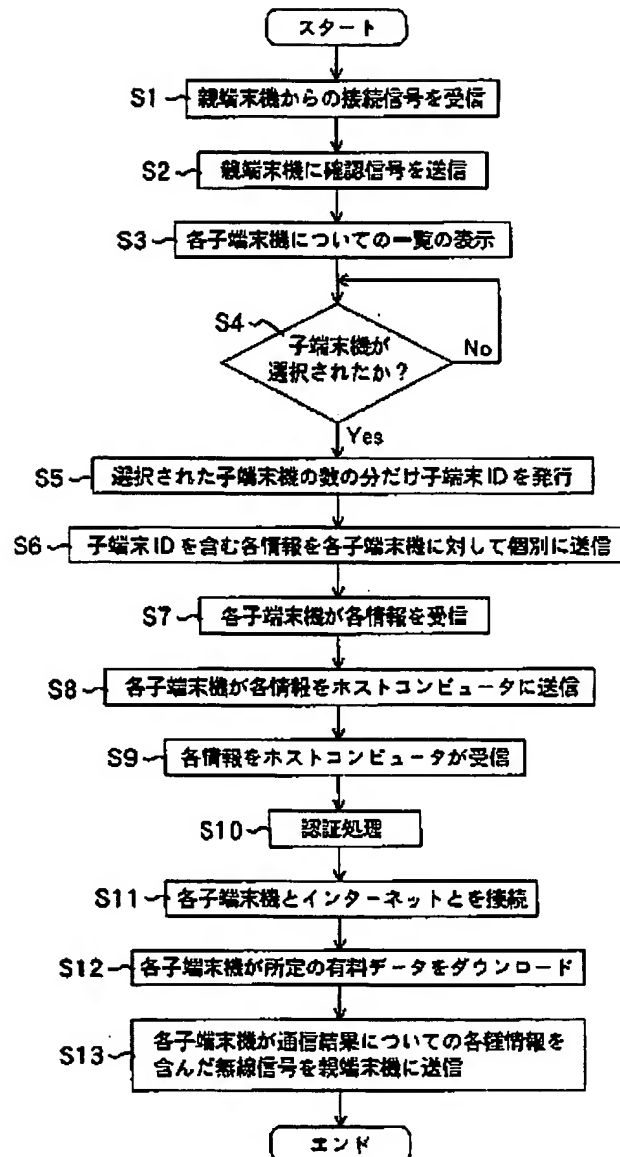 スタート
S1 親端末機からの接続信号を受信
S2 親端末機に確認信号を送信
S3 各子端末機についての一覧の表示
S4 子端末機が
選択されたか？
No
Yes
S5 選択された子端末機の数の分だけ子端末IDを発行
S6 子端末IDを含む各情報を各子端末機に対して個別に送信
S7 各子端末機が各情報を受信
S8 各子端末機が各情報をホストコンピュータに送信
S9 各情報をホストコンピュータが受信
S10 認証処理
S11 各子端末機とインターネットとを接続
S12 各子端末機が所定の有料データをダウンロード
S13 各子端末機が通信結果についての各種情報を
含んだ無線信号を親端末機に送信
エンド